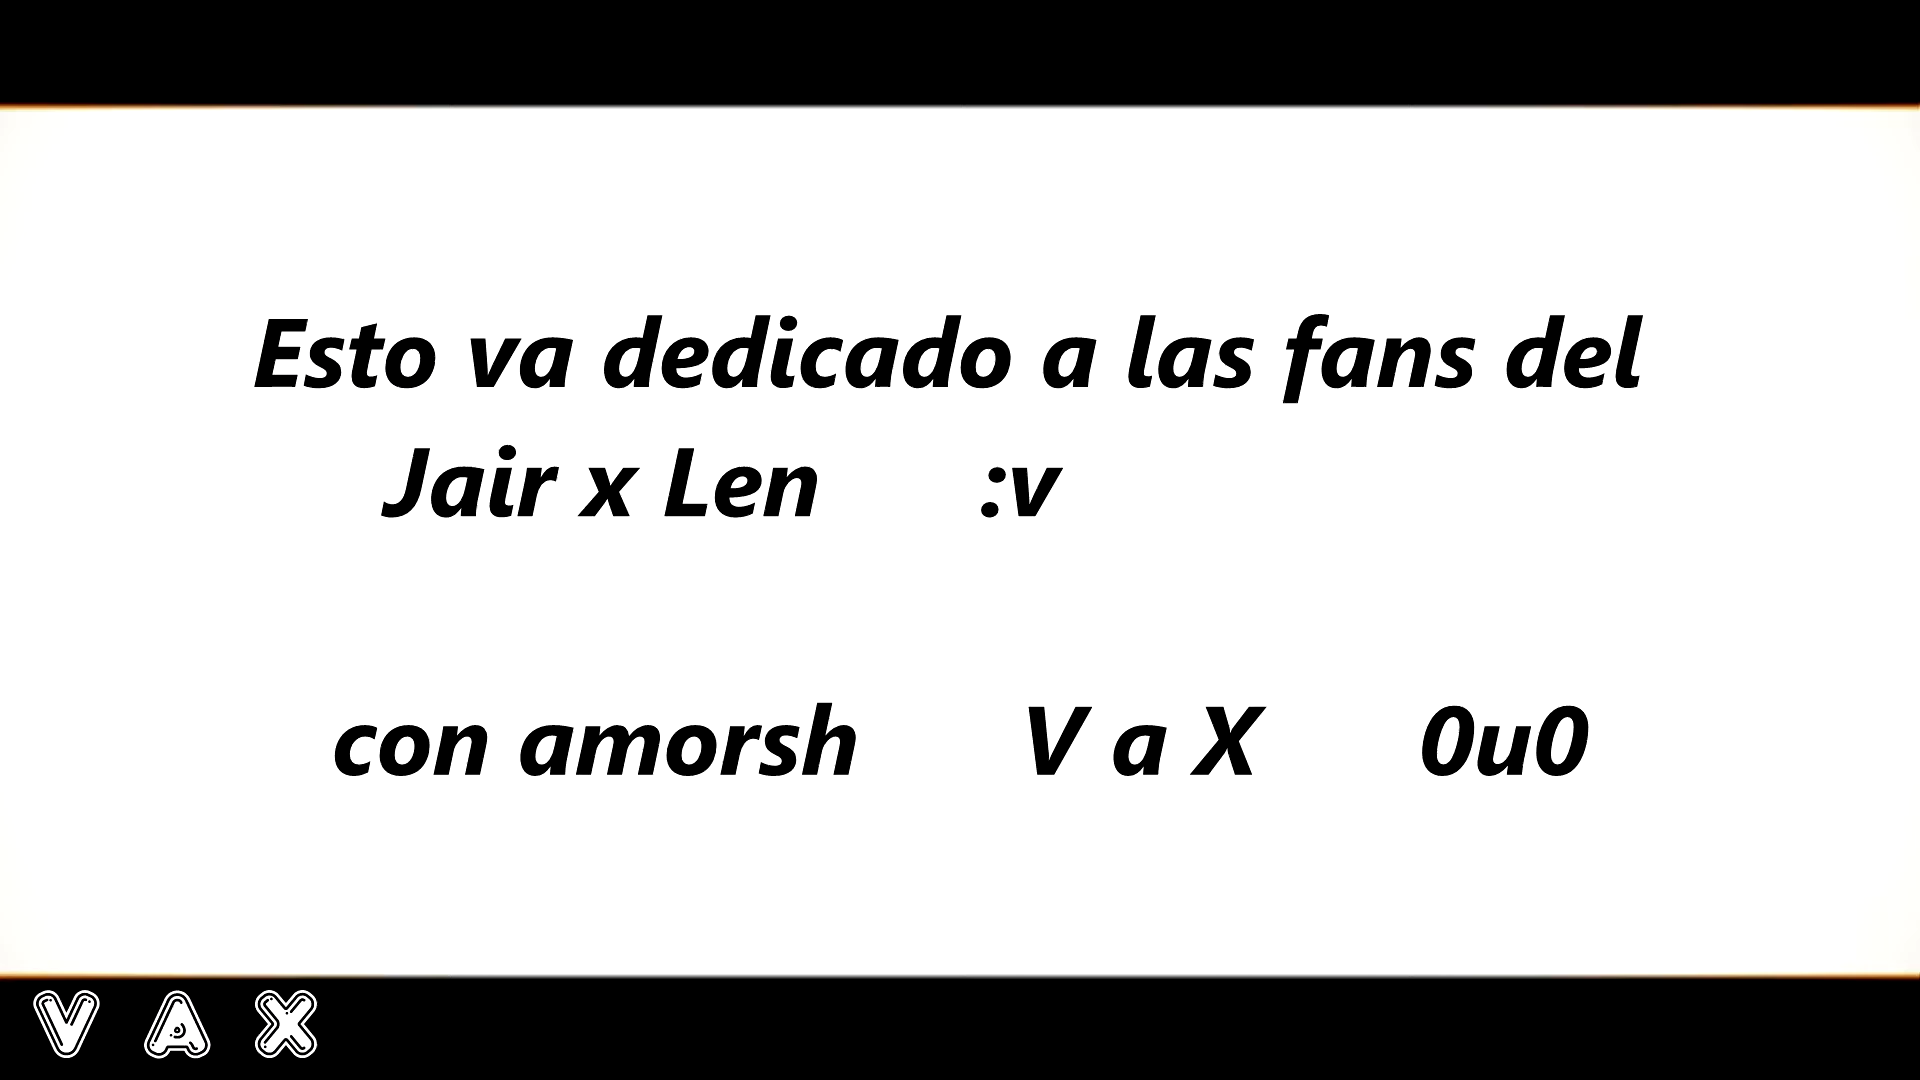 Esto va dedicado a las fans del
Jair x Len :v
con amorsh V a X 0u0
V A X